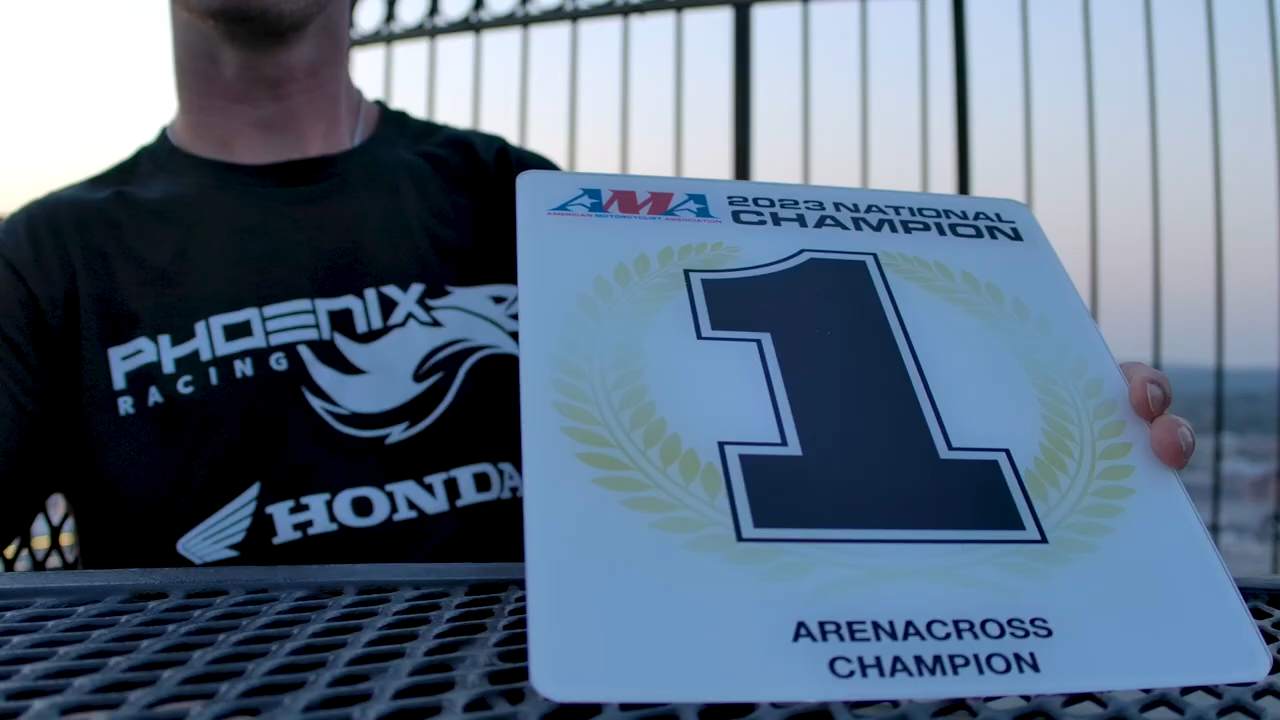 PHOENIX
RACING
HONDA
AMA
AMERICAN MOTORCYCLIST ASSOCIATION
2023 NATIONAL
CHAMPION
1
ARENACROSS
CHAMPION